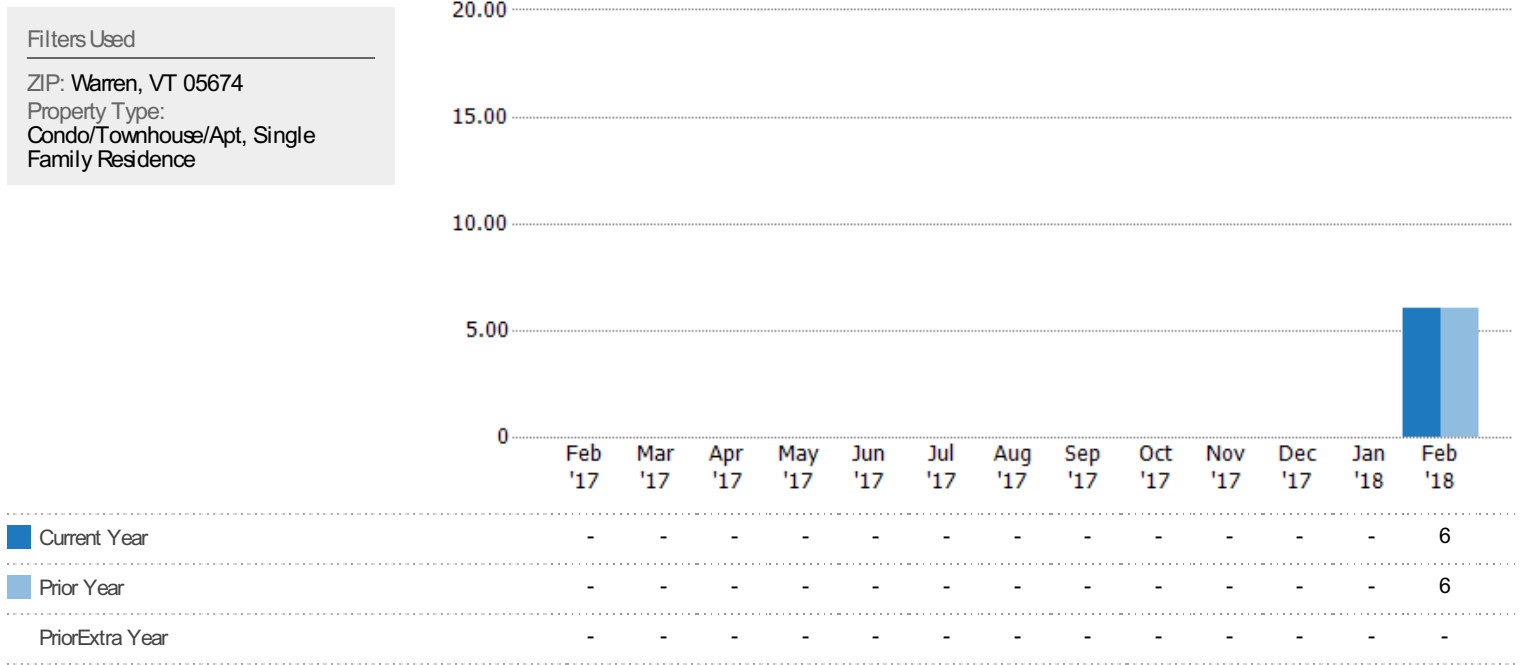 Filters Used
ZIP: Warren, VT 05674
Property Type:
Condo/Townhouse/Apt, Single
Family Residence
20.00
15.00
10.00
5.00
0
Feb Mar Apr May Jun Jul Aug Sep Oct Nov Dec Jan Feb
'17 '17 '17 '17 '17 '17 '17 '17 '17 '17 '17 '18 '18
Current Year - - - - - - - - - - - - 6
Prior Year - - - - - - - - - - - - 6
PriorExtra Year - - - - - - - - - - - - -